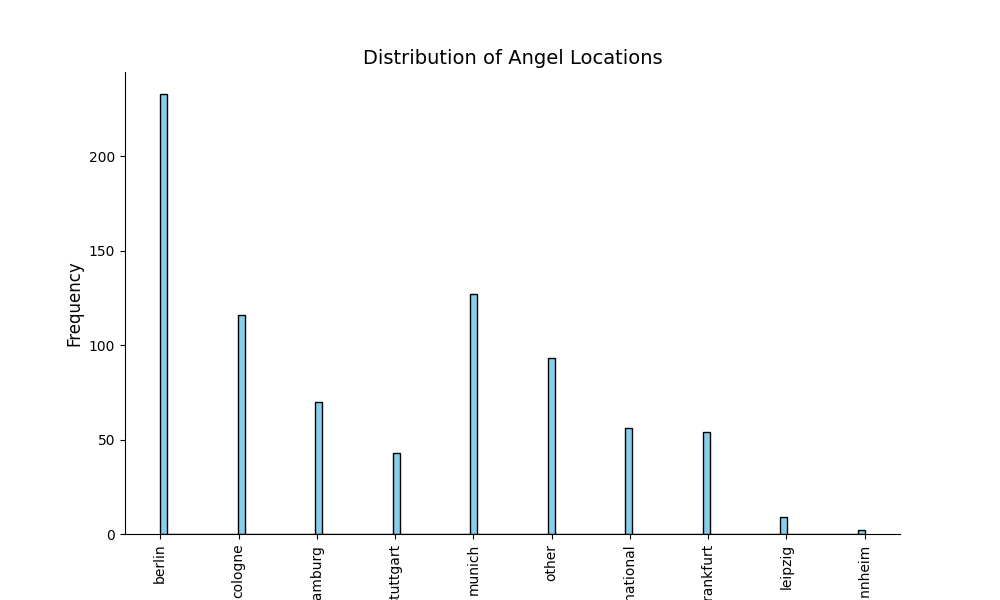 Distribution of Angel Locations
Frequency
200
150
100
50
0
berlin
cologne
amburg
tuttgart
munich
other
national
rankfurt
leipzig
nnheim